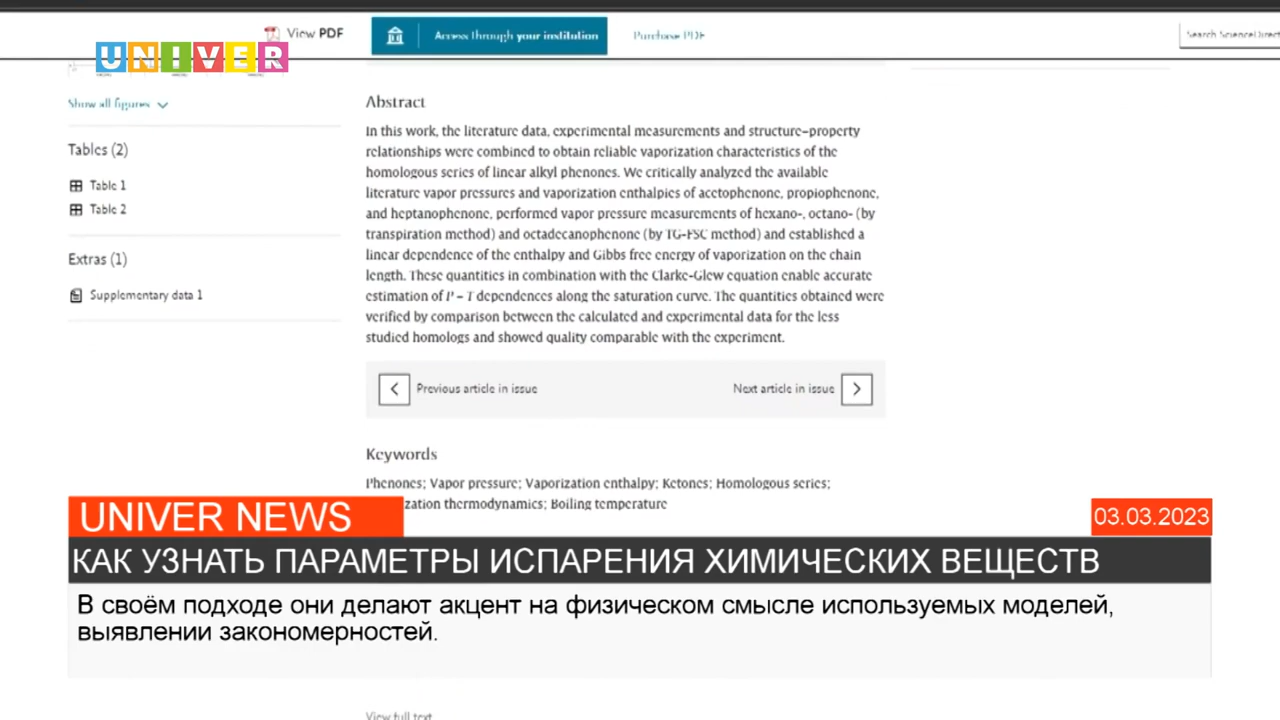 View PDF
Access through your institution
Purchase PDF
Search ScienceDirect
UNIVER
Show all figures
Tables (2)
Table 1
Table 2
Extras (1)
Supplementary data 1
Abstract
In this work, the literature data, experimental measurements and structure–property
relationships were combined to obtain reliable vaporization characteristics of the
homologous series of linear alkyl phenones. We critically analyzed the available
literature vapor pressures and vaporization enthalpies of acetophenone, propiophenone,
and heptanophenone, performed vapor pressure measurements of hexano-, octano- (by
transpiration method) and octadecanophenone (by TG-FSC method) and established a
linear dependence of the enthalpy and Gibbs free energy of vaporization on the chain
length. These quantities in combination with the Clarke-Glew equation enable accurate
estimation of P – T dependences along the saturation curve. The quantities obtained were
verified by comparison between the calculated and experimental data for the less
studied homologs and showed quality comparable with the experiment.
Previous article in issue
Next article in issue
Keywords
Phenones; Vapor pressure; Vaporization enthalpy; Ketones; Homologous series;
zation thermodynamics; Boiling temperature
UNIVER NEWS
03.03.2023
КАК УЗНАТЬ ПАРАМЕТРЫ ИСПАРЕНИЯ ХИМИЧЕСКИХ ВЕЩЕСТВ
В своём подходе они делают акцент на физическом смысле используемых моделей,
выявлении закономерностей.
View full text